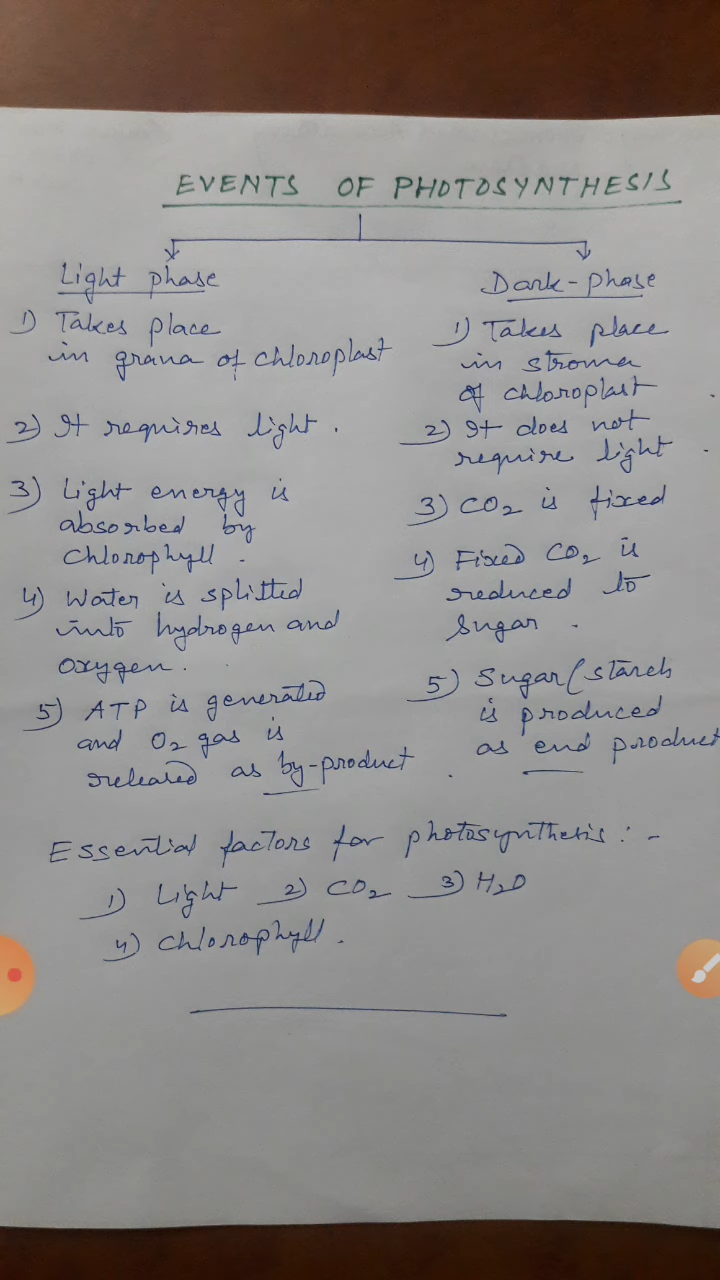 EVENTS OF PHOTOSYNTHESIS
Light phase
1) Takes place
in grana of chloroplast
2) It requires light.
3) Light energy is
absorbed by
chlorophyll.
4) Water is splitted
into hydrogen and
oxygen.
5) ATP is generated
and O2 gas is
released as by-product.
Dark-phase
1) Takes place
in stroma
of chloroplast.
2) It does not
require light.
3) CO2 is fixed
4) Fixed CO2 is
reduced to
sugar.
5) Sugar (starch
is produced
as end product
Essential factors for photosynthesis:-
1) Light 2) CO2 3) H2O
4) Chlorophyll.